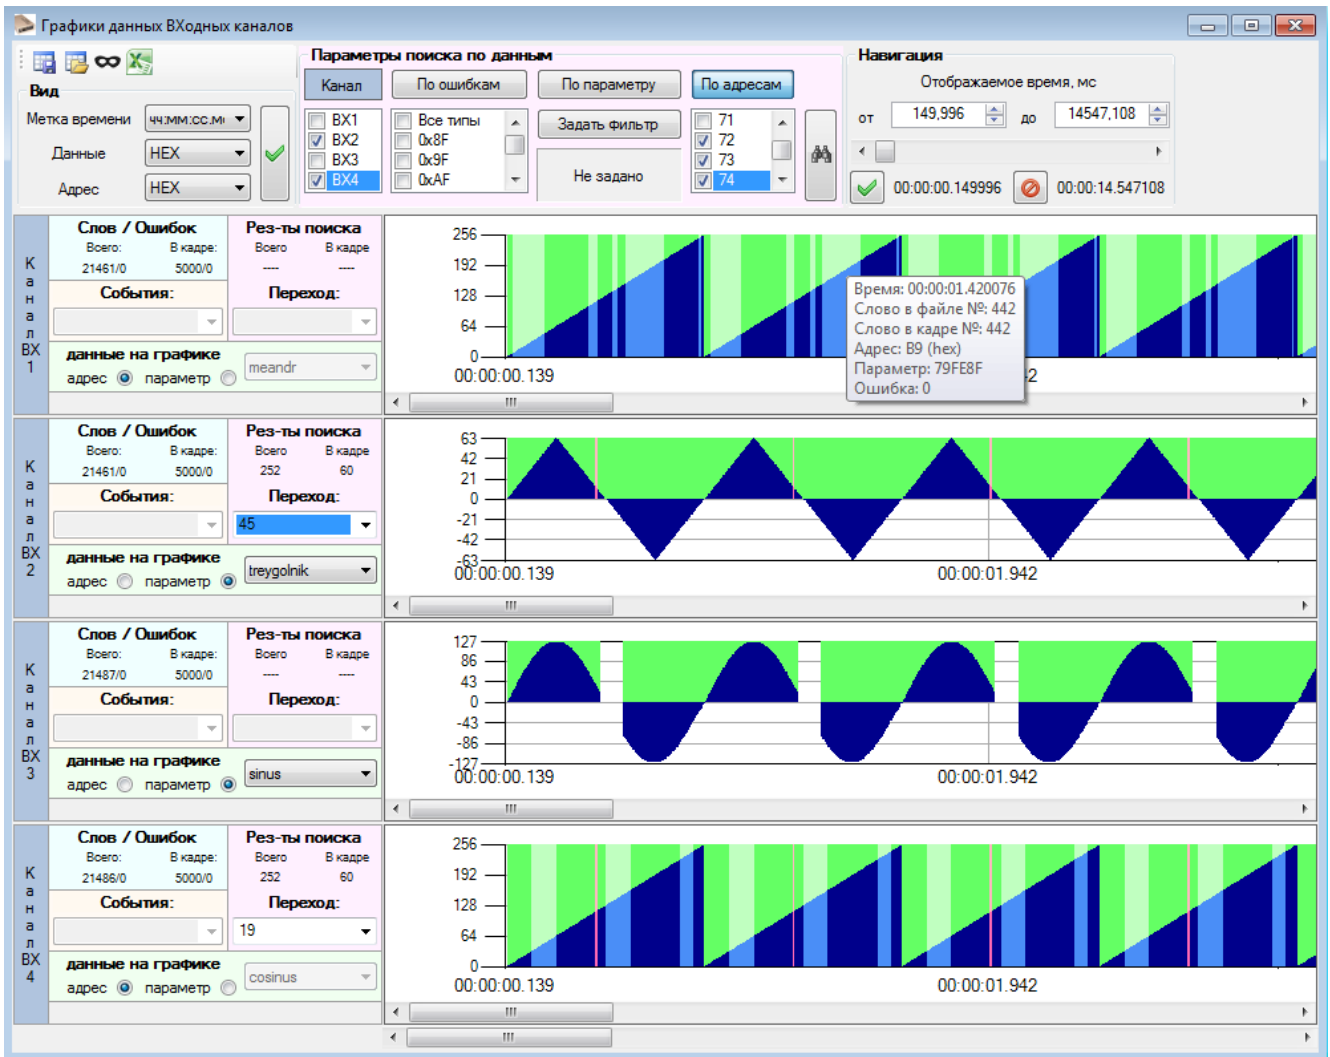 Графики данных ВХодных каналов
Параметры поиска по данным
Навигация
Вид
Метка времени
чч:мм:сс.мс
Данные
HEX
Адрес
HEX
Канал
По ошибкам
По параметру
По адресам
BX1
BX2
BX3
BX4
Все типы
0x8F
0x9F
0xAF
Задать фильтр
Не задано
71
72
73
74
Отображаемое время, мс
от 149,996 до 14547,108
00:00:00.149996 00:00:14.547108
Канал ВХ 1
Слов / Ошибок
Всего: В кадре:
21461/0 5000/0
Рез-ты поиска
Всего В кадре
---- ----
События:
Переход:
данные на графике
адрес параметр
meandr
256
192
128
64
0
00:00:00.139
2
Время: 00:00:01.420076
Слово в файле №: 442
Слово в кадре №: 442
Адрес: B9 (hex)
Параметр: 79FE8F
Ошибка: 0
Канал ВХ 2
Слов / Ошибок
Всего: В кадре:
21461/0 5000/0
Рез-ты поиска
Всего В кадре
252 60
События:
Переход:
45
данные на графике
адрес параметр
treygolnik
63
42
21
0
-21
-42
-63
00:00:00.139 00:00:01.942
Канал ВХ 3
Слов / Ошибок
Всего: В кадре:
21487/0 5000/0
Рез-ты поиска
Всего В кадре
---- ----
События:
Переход:
данные на графике
адрес параметр
sinus
127
86
43
0
-43
-86
-127
00:00:00.139 00:00:01.942
Канал ВХ 4
Слов / Ошибок
Всего: В кадре:
21486/0 5000/0
Рез-ты поиска
Всего В кадре
252 60
События:
Переход:
19
данные на графике
адрес параметр
cosinus
256
192
128
64
0
00:00:00.139 00:00:01.942